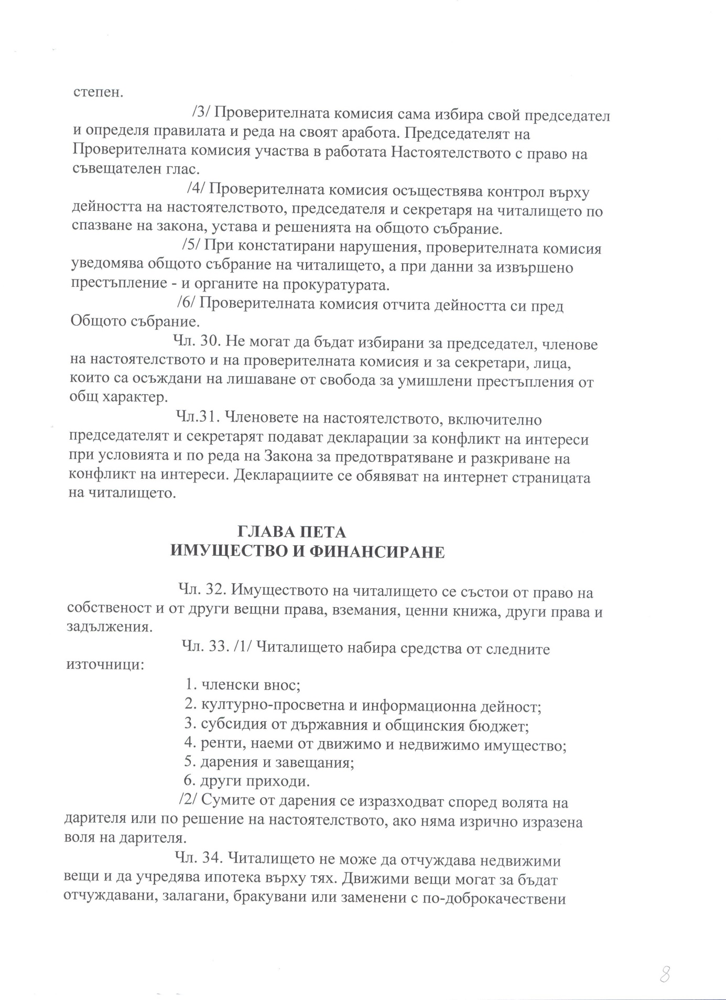 степен.
/3/ Проверителната комисия сама избира свой председател
и определя правилата и реда на своят аработа. Председателят на
Проверителната комисия участва в работата Настоятелството с право на
съвещателен глас.
/4/ Проверителната комисия осъществява контрол върху
дейността на настоятелството, председателя и секретаря на читалището по
спазване на закона, устава и решенията на общото събрание.
/5/ При констатирани нарушения, проверителната комисия
уведомява общото събрание на читалището, а при данни за извършено
престъпление - и органите на прокуратурата.
/6/ Проверителната комисия отчита дейността си пред
Общото събрание.
Чл. 30. Не могат да бъдат избирани за председател, членове
на настоятелството и на проверителната комисия и за секретари, лица,
които са осъждани на лишаване от свобода за умишлени престъпления от
общ характер.
Чл.31. Членовете на настоятелството, включително
председателят и секретарят подават декларации за конфликт на интереси
при условията и по реда на Закона за предотвратяване и разкриване на
конфликт на интереси. Декларациите се обявяват на интернет страницата
на читалището.
ГЛАВА ПЕТА
ИМУЩЕСТВО И ФИНАНСИРАНЕ
Чл. 32. Имуществото на читалището се състои от право на
собственост и от други вещни права, вземания, ценни книжа, други права и
задължения.
Чл. 33. /1/ Читалището набира средства от следните
източници:
1. членски внос;
2. културно-просветна и информационна дейност;
3. субсидия от държавния и общинския бюджет;
4. ренти, наеми от движимо и недвижимо имущество;
5. дарения и завещания;
6. други приходи.
/2/ Сумите от дарения се изразходват според волята на
дарителя или по решение на настоятелството, ако няма изрично изразена
воля на дарителя.
Чл. 34. Читалището не може да отчуждава недвижими
вещи и да учредява ипотека върху тях. Движими вещи могат за бъдат
отчуждавани, залагани, бракувани или заменени с по-доброкачествени
8